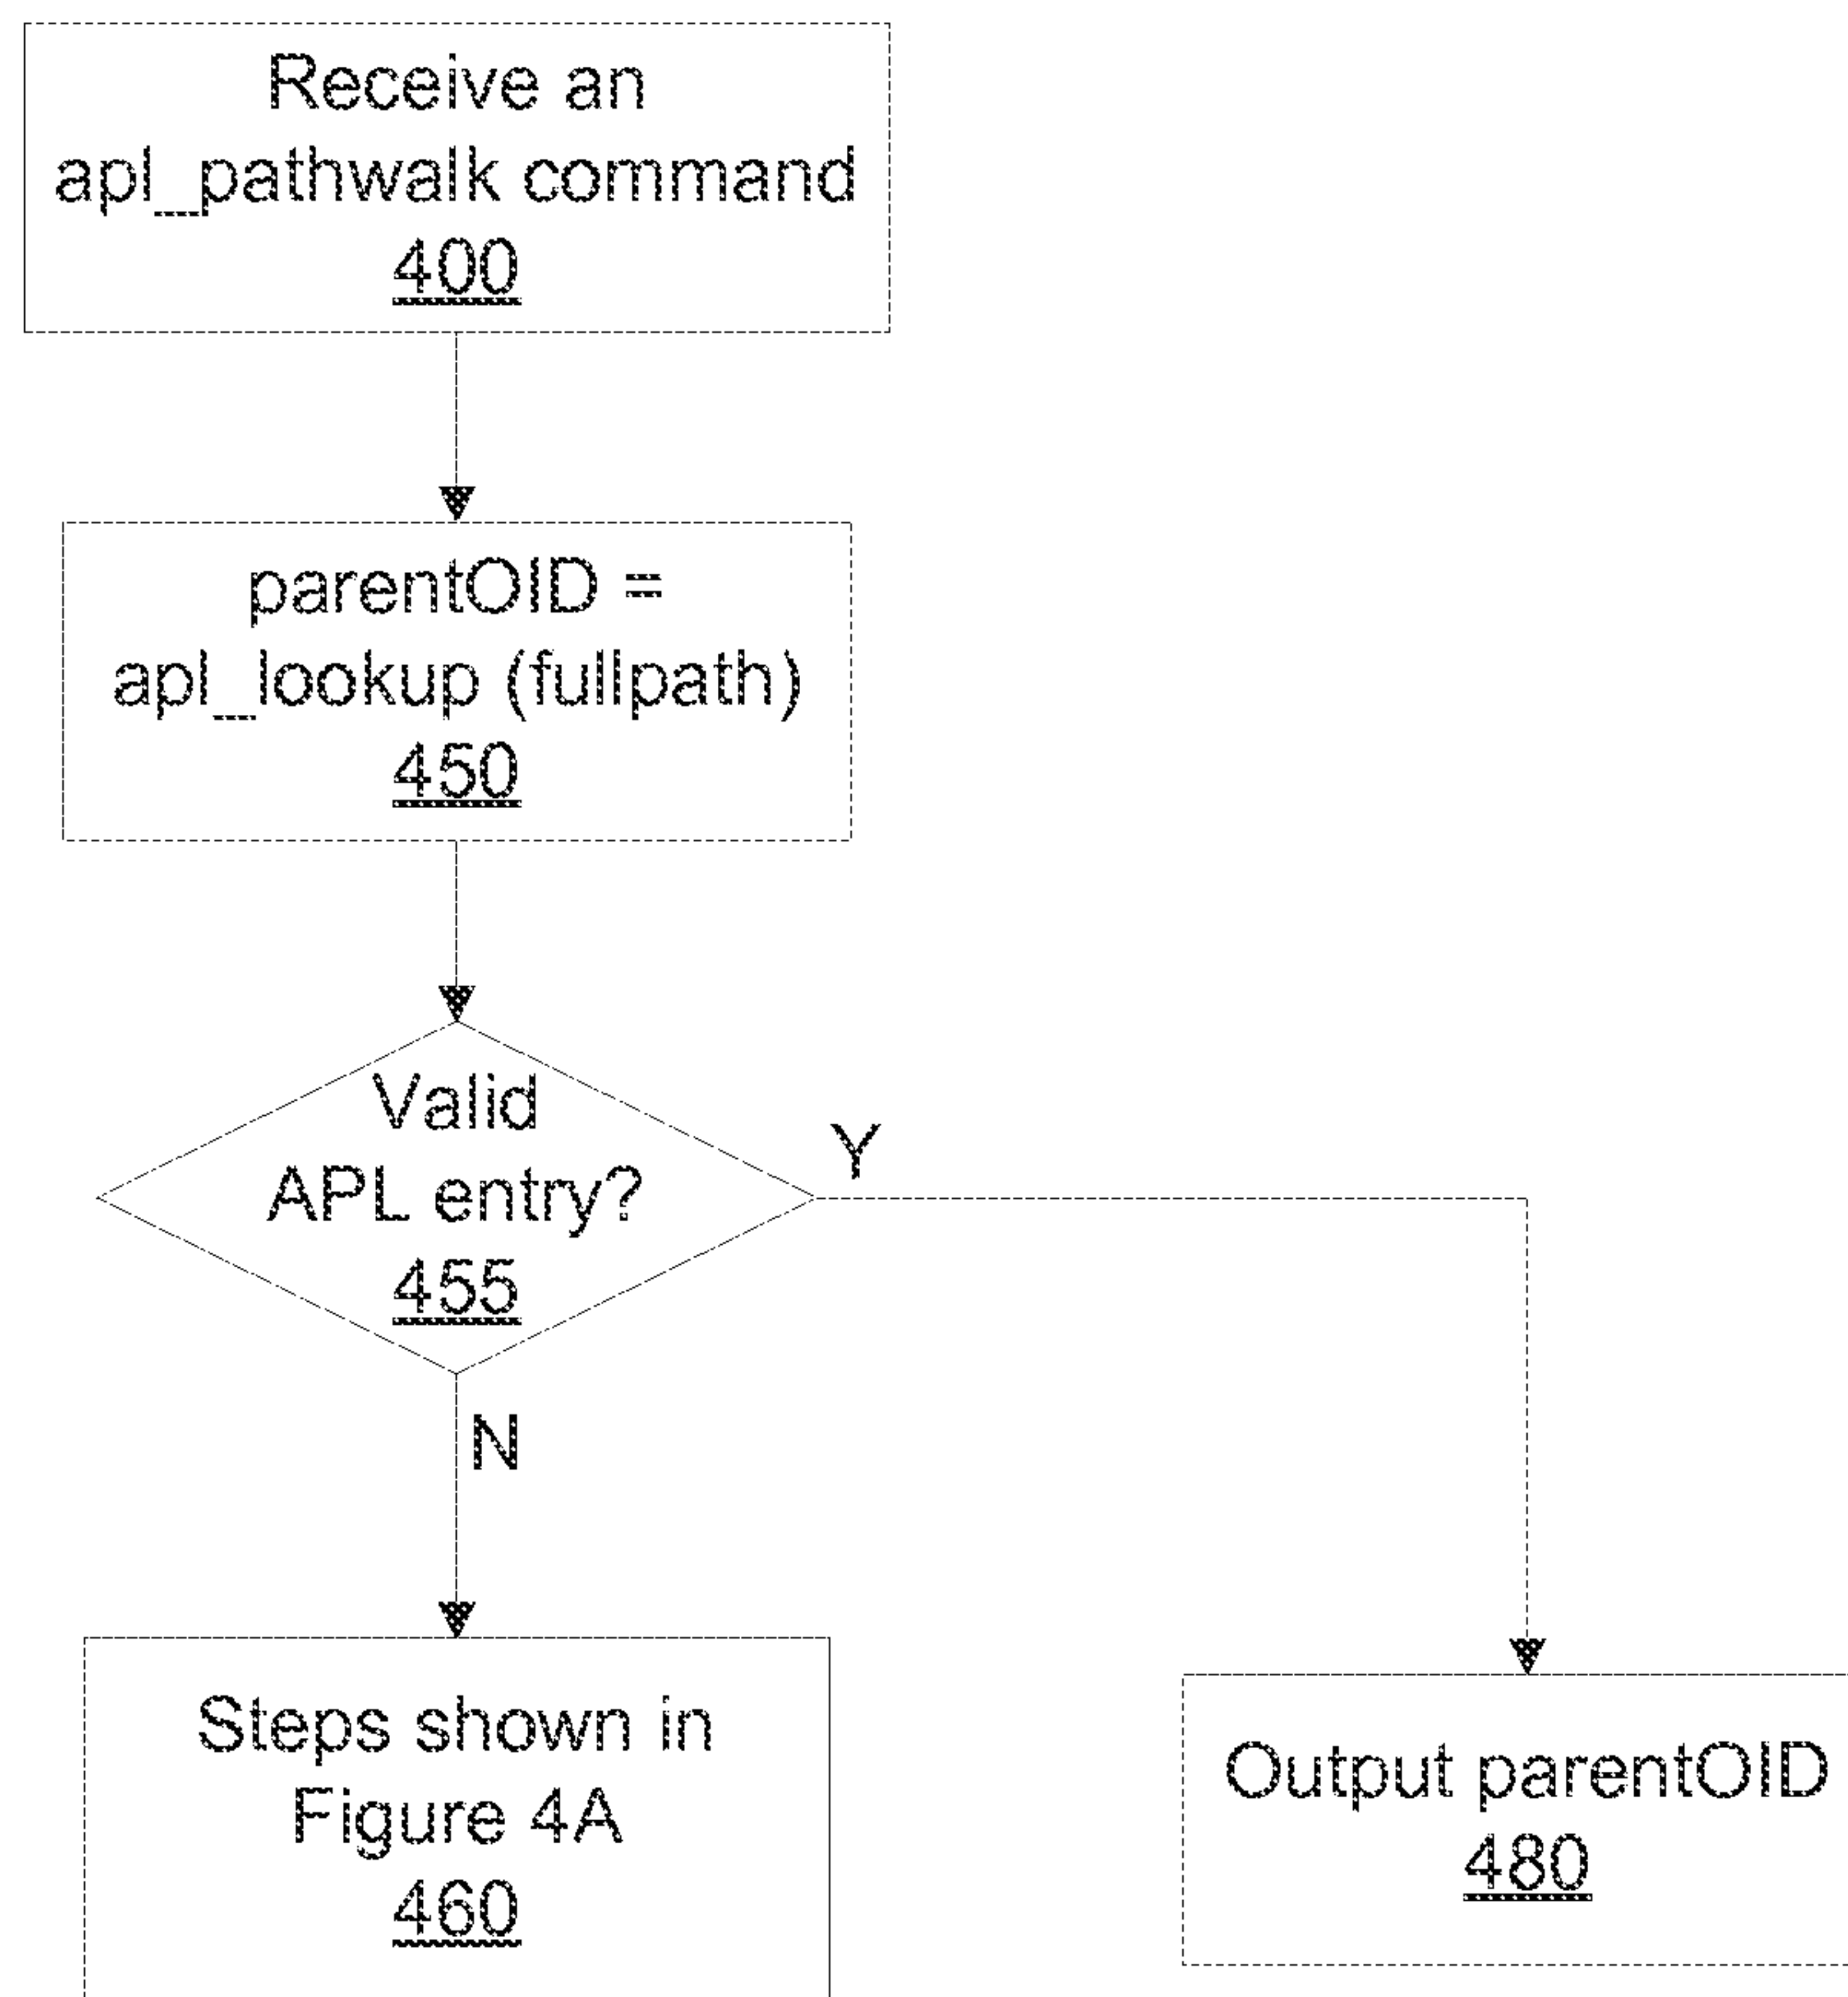 Receive an
apl_pathwalk command
400
parentOID =
apl_lookup (fullpath)
450
Valid
APL entry?
455
Y
N
Steps shown in
Figure 4A
460
Output parentOID
480